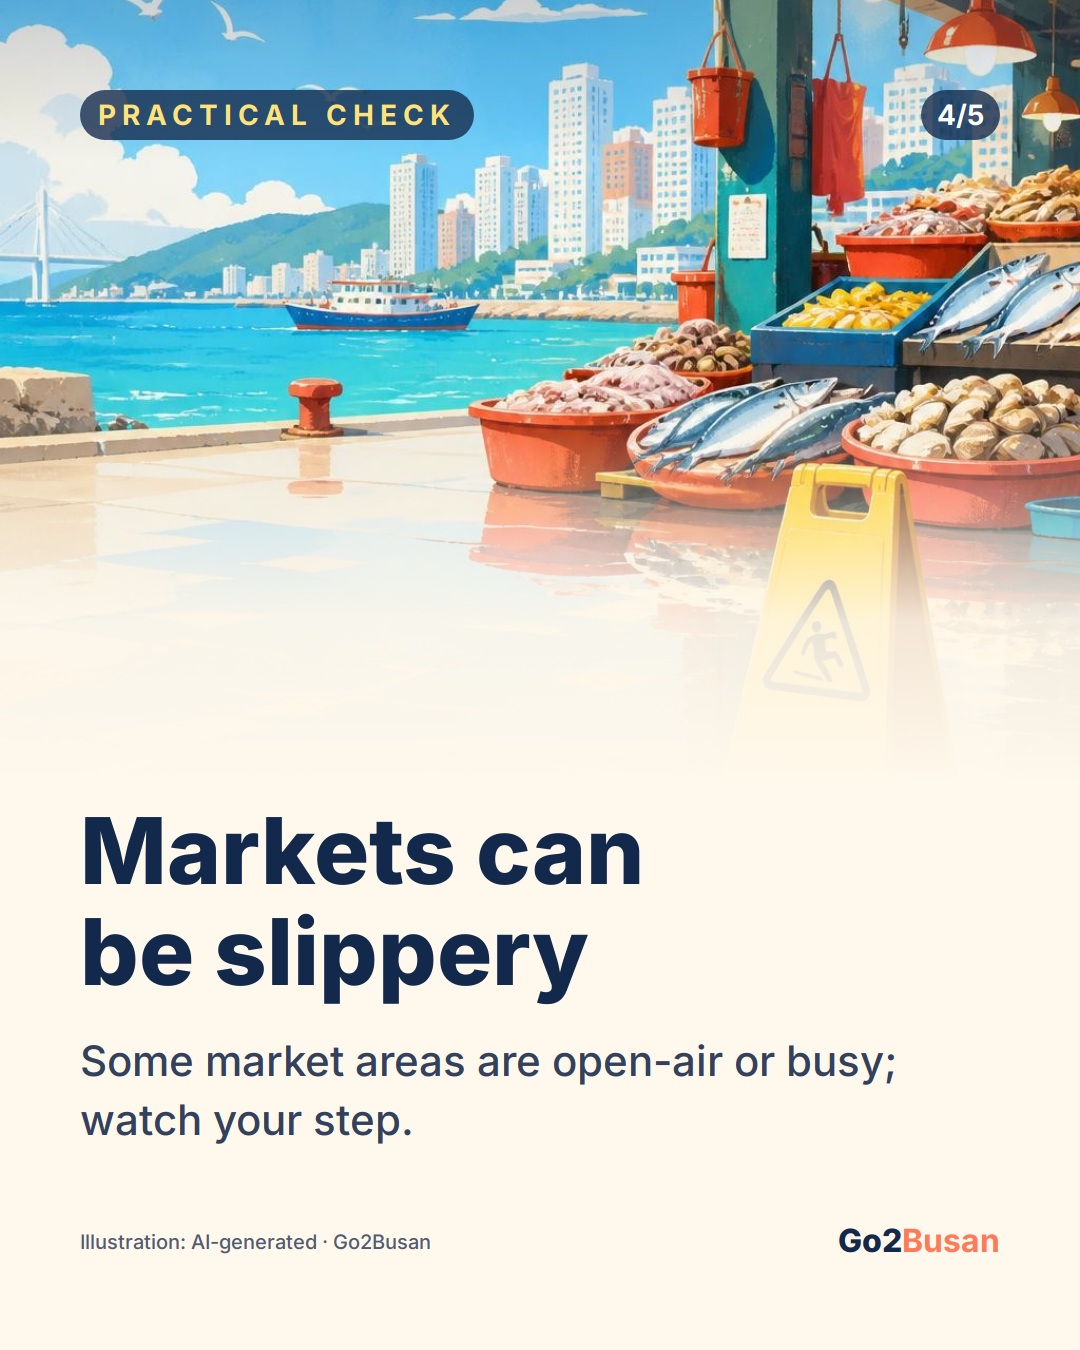 PRACTICAL CHECK
4/5
Markets can
be slippery
Some market areas are open-air or busy;
watch your step.
Illustration: AI-generated · Go2Busan
Go2Busan